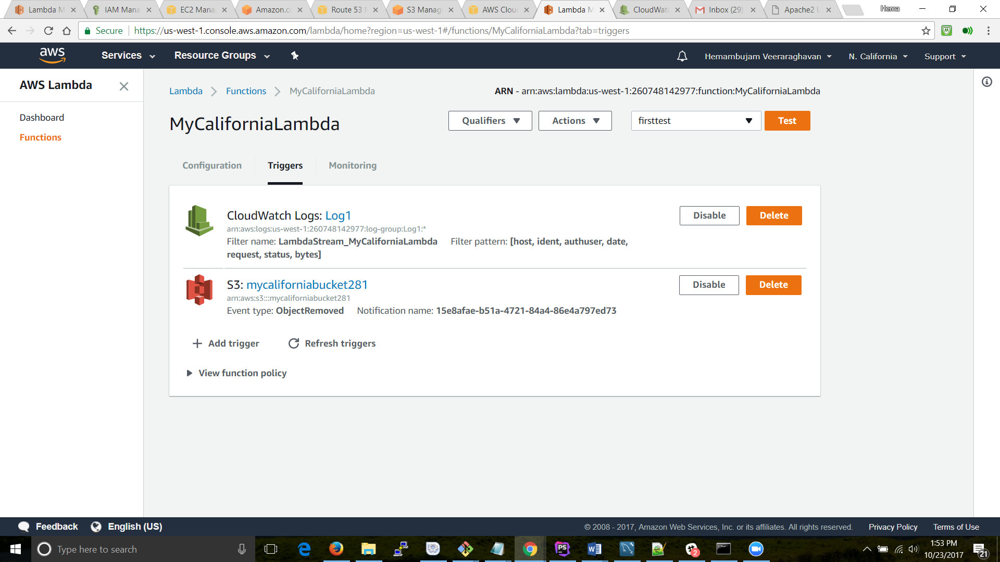 Lambda M
IAM Mana
EC2 Mana
Amazon.c
Route 53
S3 Manag
AWS Clou
Lambda M
CloudWat
Inbox (29)
Apache2 U
Hema
Secure
https://us-west-1.console.aws.amazon.com/lambda/home?region=us-west-1#/functions/MyCaliforniaLambda?tab=triggers
aws
Services
Resource Groups
Hemambujam Veeraraghavan
N. California
Support
AWS Lambda
Dashboard
Functions
Lambda > Functions > MyCaliforniaLambda
ARN - arn:aws:lambda:us-west-1:260748142977:function:MyCaliforniaLambda
MyCaliforniaLambda
Qualifiers
Actions
firsttest
Test
Configuration
Triggers
Monitoring
CloudWatch Logs: Log1
arn:aws:logs:us-west-1:260748142977:log-group:Log1:*
Filter name: LambdaStream_MyCaliforniaLambda Filter pattern: [host, ident, authuser, date,
request, status, bytes]
Disable
Delete
S3: mycaliforniabucket281
arn:aws:s3:::mycaliforniabucket281
Event type: ObjectRemoved Notification name: 15e8afae-b51a-4721-84a4-86e4a797ed73
Disable
Delete
Add trigger
Refresh triggers
View function policy
Feedback
English (US)
© 2008 - 2017, Amazon Web Services, Inc. or its affiliates. All rights reserved.
Privacy Policy
Terms of Use
Type here to search
PS
2
1:53 PM
10/23/2017
21